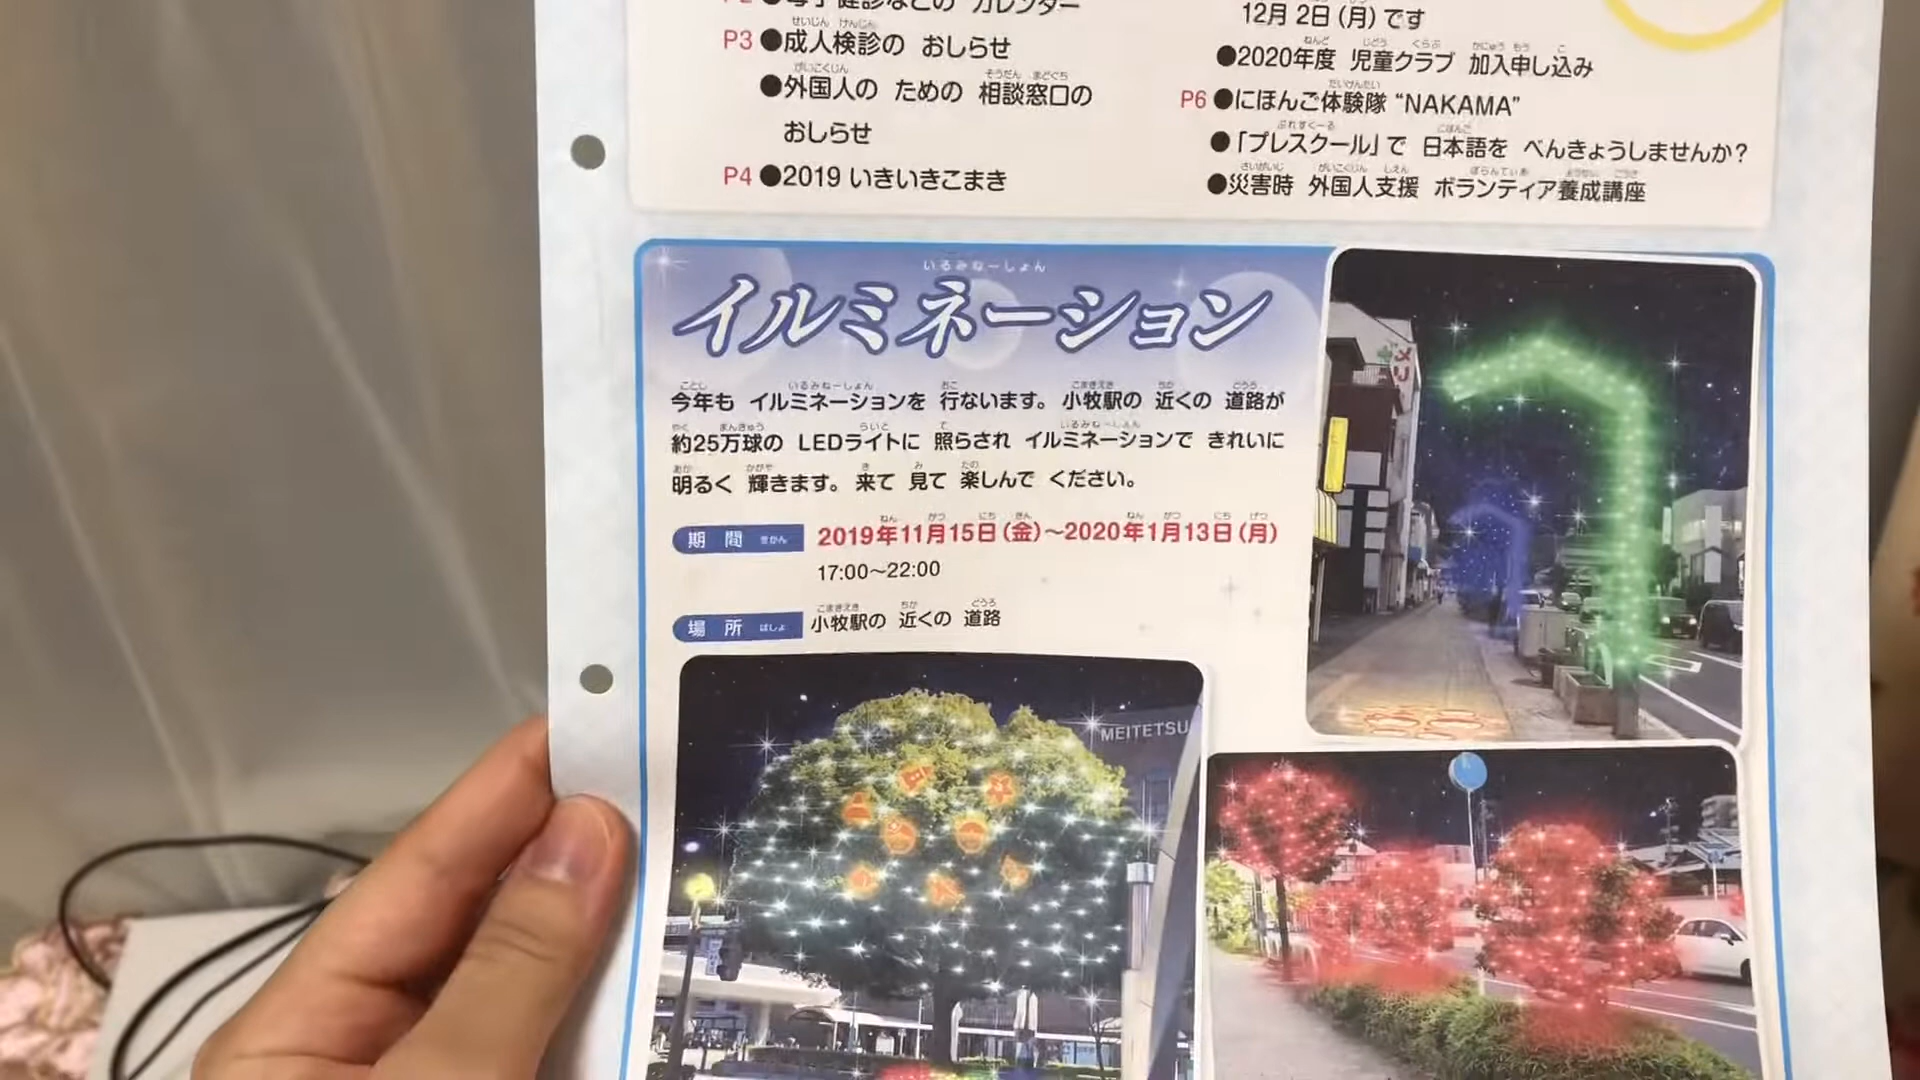 P3 ●成人検診の おしらせ
●外国人の ための 相談窓口の
おしらせ
P4 ●2019 いきいきこまき
12月 2日（月）です
●2020年度 児童クラブ 加入申し込み
P6 ●にほんご体験隊 “NAKAMA”
●「プレスクール」で 日本語を べんきょうしませんか？
●災害時 外国人支援 ボランティア養成講座
いるみねーしょん
イルミネーション
今年も イルミネーションを 行ないます。 小牧駅の 近くの 道路が
約25万球の LEDライトに 照らされ イルミネーションで きれいに
明るく 輝きます。 来て 見て 楽しんで ください。
期間 きかん 2019年11月15日（金）～2020年1月13日（月）
17:00～22:00
場所 ばしょ 小牧駅の 近くの 道路
MEITETSU